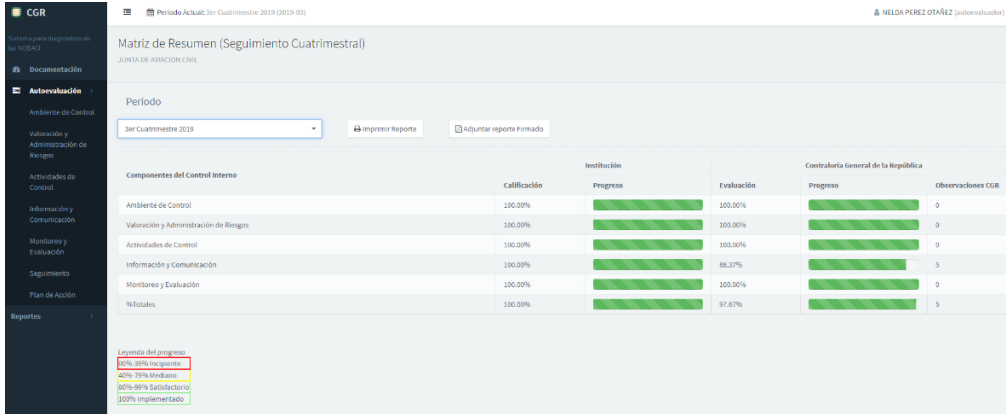 CGR
Período Actual: 3er Cuatrimestre 2019 (2019-03)
NELDA PEREZ OTAÑEZ (autoevaluador)
Sistema para diagnóstico de
las NOBACI
Documentación
Autoevaluación
Ambiente de Control
Valoración y
Administración de
Riesgos
Actividades de
Control
Información y
Comunicación
Monitoreo y
Evaluación
Seguimiento
Plan de Acción
Reportes
Matriz de Resumen (Seguimiento Cuatrimestral)
JUNTA DE AVIACION CIVIL
Período
3er Cuatrimestre 2019
Imprimir Reporte
Adjuntar reporte Firmado
Componentes del Control Interno Institución Contraloría General de la República
Calificación Progreso Evaluación Progreso Observaciones CGR
Ambiente de Control 100.00% 100.00% 0
Valoración y Administración de Riesgos 100.00% 100.00% 0
Actividades de Control 100.00% 100.00% 0
Información y Comunicación 100.00% 88.37% 5
Monitoreo y Evaluación 100.00% 100.00% 0
%Totales 100.00% 97.67% 5
Leyenda del progreso
00%-39% Incipiente
40%-79% Mediano
80%-99% Satisfactorio
100% Implementado